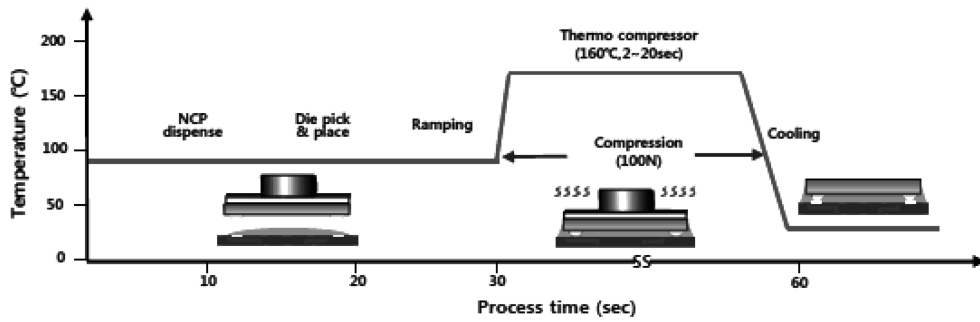 Thermo compressor
(160℃,2~20sec)
NCP
dispense
Die pick
& place
Ramping
Compression
(100N)
Cooling
Temperature (℃)
200
150
100
50
0
10
20
30
60
Process time (sec)